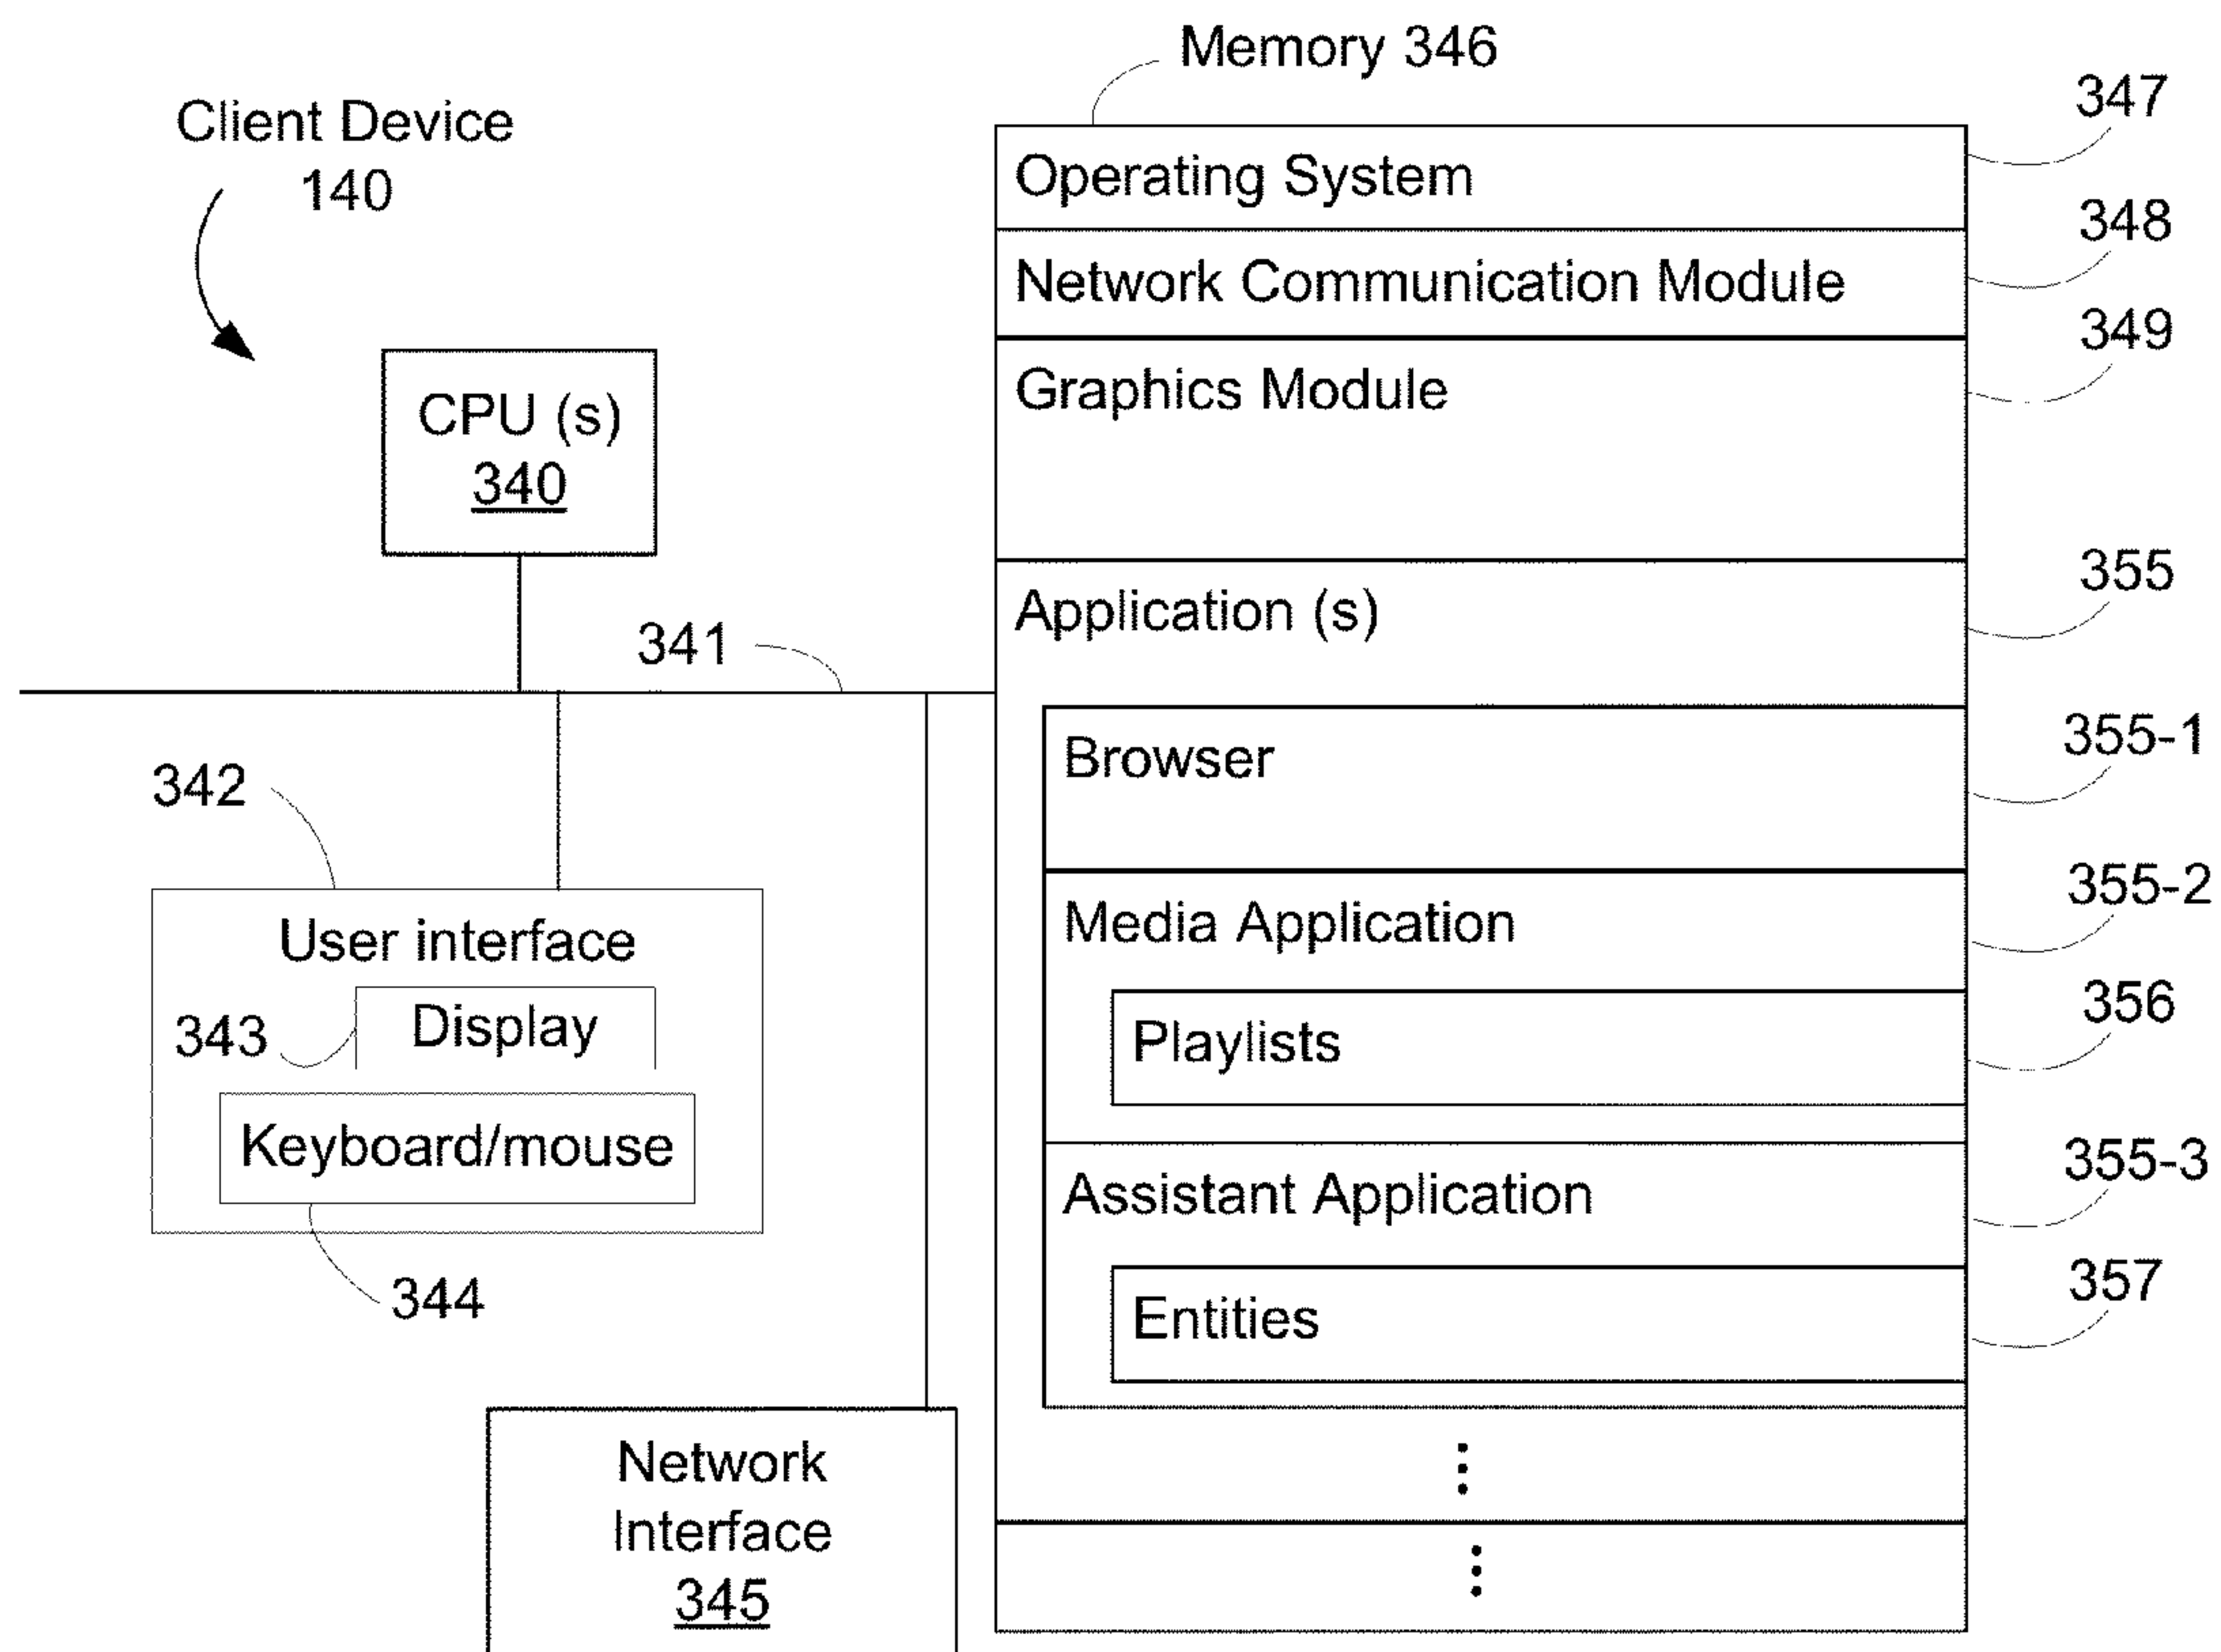 Memory 346
Client Device
140
347
Operating System
348
Network Communication Module
349
Graphics Module
CPU (s)
340
355
Application (s)
341
355-1
Browser
342
355-2
Media Application
User interface
343
Display
356
Playlists
Keyboard/mouse
355-3
Assistant Application
344
357
Entities
Network
Interface
345